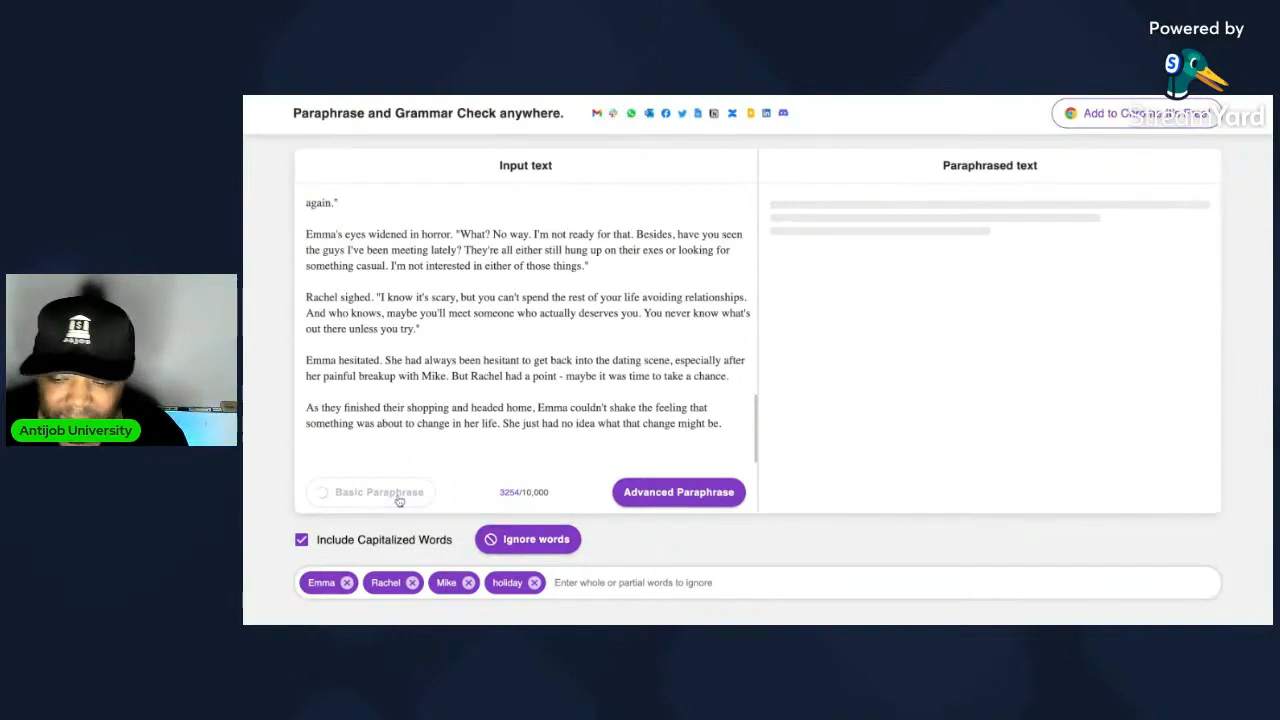 Powered by
S
StreamYard
Paraphrase and Grammar Check anywhere.
Add to Chrome It's Free!
Input text
Paraphrased text
again."
Emma's eyes widened in horror. "What? No way. I'm not ready for that. Besides, have you seen
the guys I've been meeting lately? They're all either still hung up on their exes or looking for
something casual. I'm not interested in either of those things."
Rachel sighed. "I know it's scary, but you can't spend the rest of your life avoiding relationships.
And who knows, maybe you'll meet someone who actually deserves you. You never know what's
out there unless you try."
Emma hesitated. She had always been hesitant to get back into the dating scene, especially after
her painful breakup with Mike. But Rachel had a point - maybe it was time to take a chance.
As they finished their shopping and headed home, Emma couldn't shake the feeling that
something was about to change in her life. She just had no idea what that change might be.
Basic Paraphrase
3254/10,000
Advanced Paraphrase
Include Capitalized Words
Ignore words
Emma
Rachel
Mike
holiday
Enter whole or partial words to ignore
Antijob University